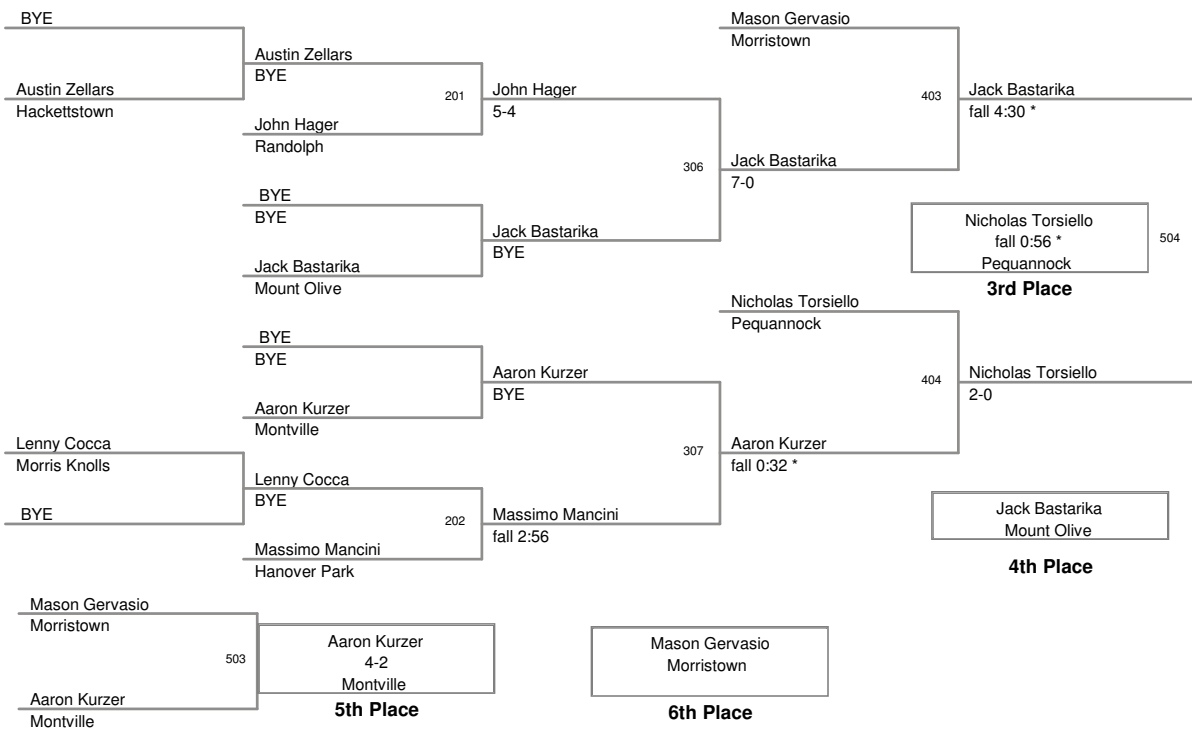 BYE
Austin Zellars
Hackettstown
Austin Zellars
BYE
201
John Hager
Randolph
John Hager
5-4
BYE
BYE
Jack Bastarika
Mount Olive
Jack Bastarika
BYE
306
Jack Bastarika
7-0
Mason Gervasio
Morristown
403
Jack Bastarika
fall 4:30 *
Nicholas Torsiello
fall 0:56 *
Pequannock
504
3rd Place
BYE
BYE
Aaron Kurzer
Montville
Aaron Kurzer
BYE
Lenny Cocca
Morris Knolls
BYE
Lenny Cocca
BYE
202
Massimo Mancini
Hanover Park
Massimo Mancini
fall 2:56
307
Aaron Kurzer
fall 0:32 *
Nicholas Torsiello
Pequannock
404
Nicholas Torsiello
2-0
Jack Bastarika
Mount Olive
4th Place
Mason Gervasio
Morristown
503
Aaron Kurzer
Montville
Aaron Kurzer
4-2
Montville
5th Place
Mason Gervasio
Morristown
6th Place